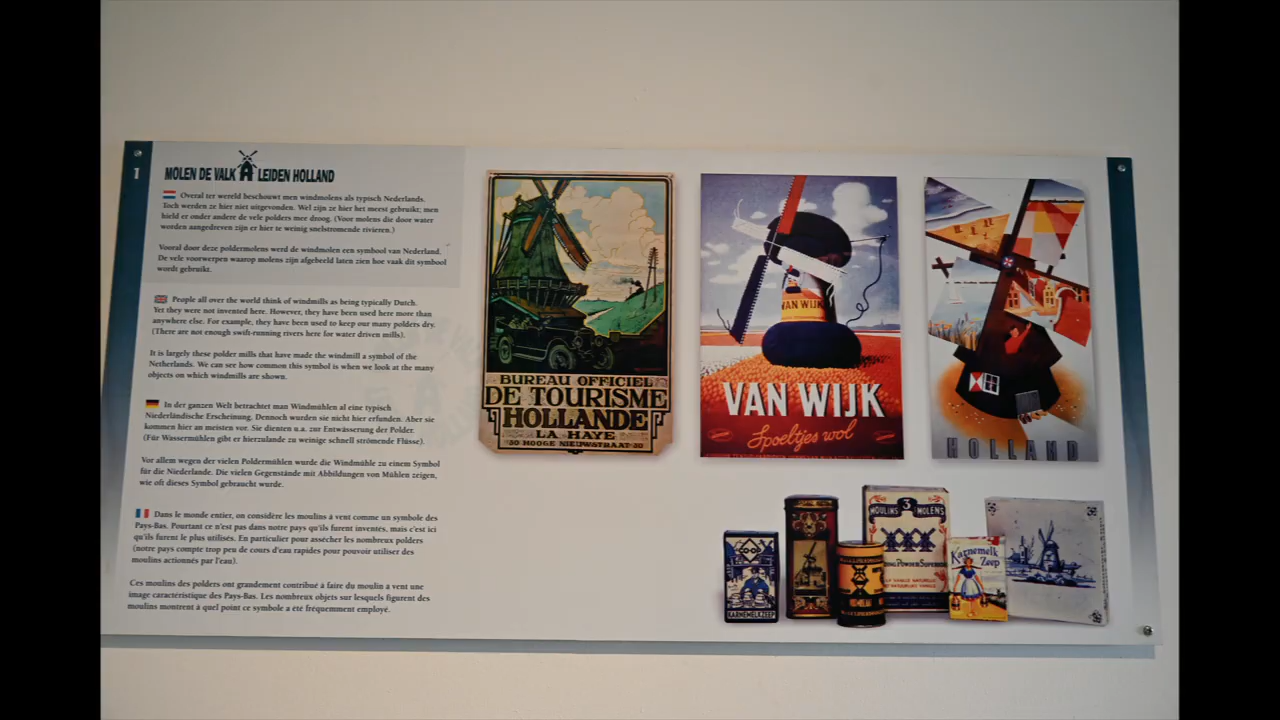 1
MOLEN DE VALK LEIDEN HOLLAND
Overal ter wereld beschouwt men windmolens als typisch Nederlands.
Toch werden ze hier niet uitgevonden. Wel zijn ze hier het meest gebruikt; men
hield er onder andere de vele polders mee droog. (Voor molens die door water
worden aangedreven zijn er hier te weinig snelstromende rivieren.)
Vooral door deze poldermolens werd de windmolen een symbool van Nederland.
De vele voorwerpen waarop molens zijn afgebeeld laten zien hoe vaak dit symbool
wordt gebruikt.
People all over the world think of windmills as being typically Dutch.
Yet they were not invented here. However, they have been used here more than
anywhere else. For example, they have been used to keep our many polders dry.
(There are not enough swift-running rivers here for water driven mills).
It is largely these polder mills that have made the windmill a symbol of the
Netherlands. We can see how common this symbol is when we look at the many
objects on which windmills are shown.
In der ganzen Welt betrachtet man Windmühlen al eine typisch
Niederländische Erscheinung. Dennoch wurden sie nicht hier erfunden. Aber sie
kommen hier an meisten vor. Sie dienten u.a. zur Entwässerung der Polder.
(Für Wassermühlen gibt er hierzulande zu weinige schnell strömende Flüsse).
Vor allem wegen der vielen Poldermühlen wurde die Windmühle zu einem Symbol
für die Niederlande. Die vielen Gegenstände mit Abbildungen von Mühlen zeigen,
wie oft dieses Symbol gebraucht wurde.
Dans le monde entier, on considère les moulins à vent comme un symbole des
Pays-Bas. Pourtant ce n'est pas dans notre pays qu'ils furent inventés, mais c'est ici
qu'ils furent le plus utilisés. En particulier pour assécher les nombreux polders
(notre pays compte trop peu de cours d'eau rapides pour pouvoir utiliser des
moulins actionnés par l'eau).
Ces moulins des polders ont grandement contribué à faire du moulin à vent une
image caractéristique des Pays-Bas. Les nombreux objets sur lesquels figurent des
moulins montrent à quel point ce symbole a été fréquemment employé.
BUREAU OFFICIEL
DE TOURISME
HOLLANDE
LA HAYE
30 HOOGE NIEUWSTRAAT 30
VAN WIJK
VAN WIJK
Spoeltjes wol
HOLLAND
CO-OP
KARNEMELKZEEP
MOULINS 3 MOLENS
Karnemelk
Zeep